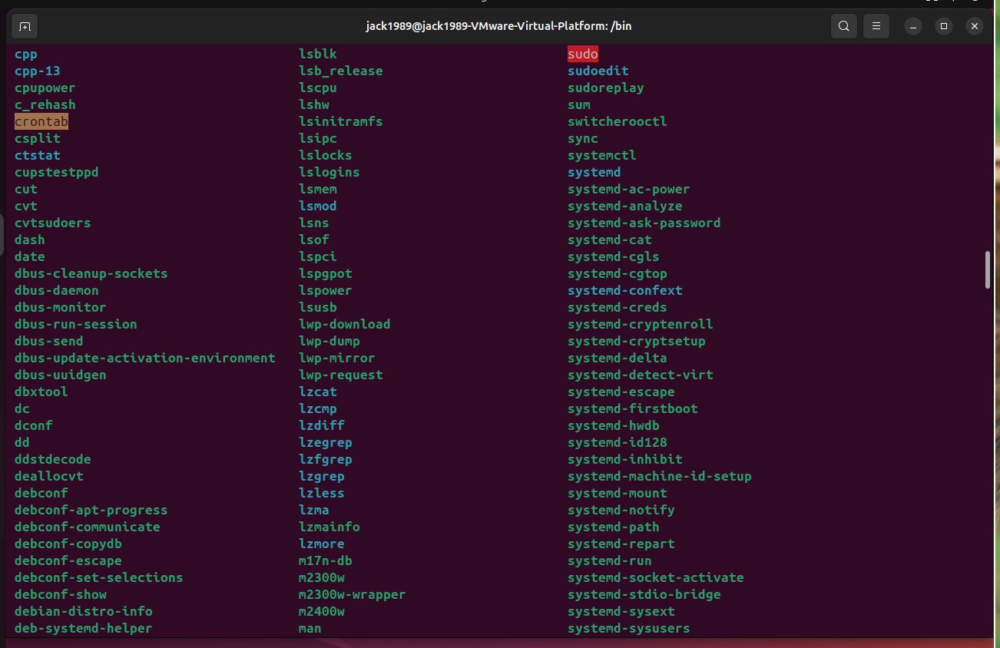 jack1989@jack1989-VMware-Virtual-Platform: /bin
cpp lsblk sudo
cpp-13 lsb_release sudoedit
cpupower lscpu sudoreplay
c_rehash lshw sum
crontab lsinitramfs switcherooctl
csplit lsipc sync
ctstat lslocks systemctl
cupstestppd lslogins systemd
cut lsmem systemd-ac-power
cvt lsmod systemd-analyze
cvtsudoers lsns systemd-ask-password
dash lsof systemd-cat
date lspci systemd-cgls
dbus-cleanup-sockets lspgpot systemd-cgtop
dbus-daemon lspower systemd-confext
dbus-monitor lsusb systemd-creds
dbus-run-session lwp-download systemd-cryptenroll
dbus-send lwp-dump systemd-cryptsetup
dbus-update-activation-environment lwp-mirror systemd-delta
dbus-uuidgen lwp-request systemd-detect-virt
dbxtool lzcat systemd-escape
dc lzcmp systemd-firstboot
dconf lzdiff systemd-hwdb
dd lzegrep systemd-id128
ddstdecode lzfgrep systemd-inhibit
deallocvt lzgrep systemd-machine-id-setup
debconf lzless systemd-mount
debconf-apt-progress lzma systemd-notify
debconf-communicate lzmainfo systemd-path
debconf-copydb lzmore systemd-repart
debconf-escape m17n-db systemd-run
debconf-set-selections m2300w systemd-socket-activate
debconf-show m2300w-wrapper systemd-stdio-bridge
debian-distro-info m2400w systemd-sysext
deb-systemd-helper man systemd-sysusers